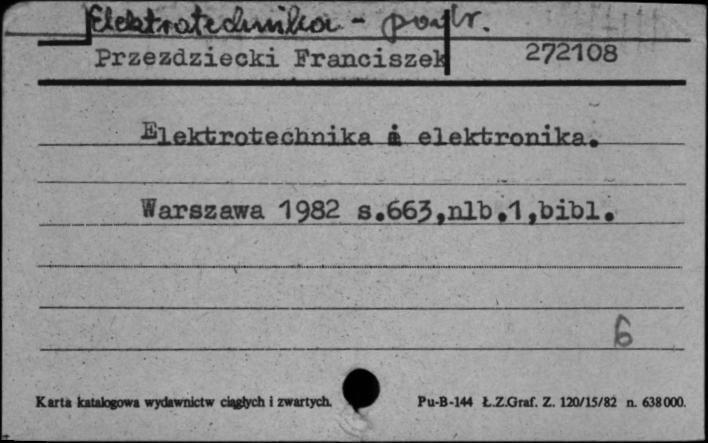 Elektrotechnika - podr.
Przezdziecki Franciszek 272108
Elektrotechnika i elektronika.
Warszawa 1982 s.663,nlb.1,bibl.
6
Karta katalogowa wydawnictw ciągłych i zwartych. Pu-B-144 Ł.Z.Graf. Z. 120/15/82 n. 638000.